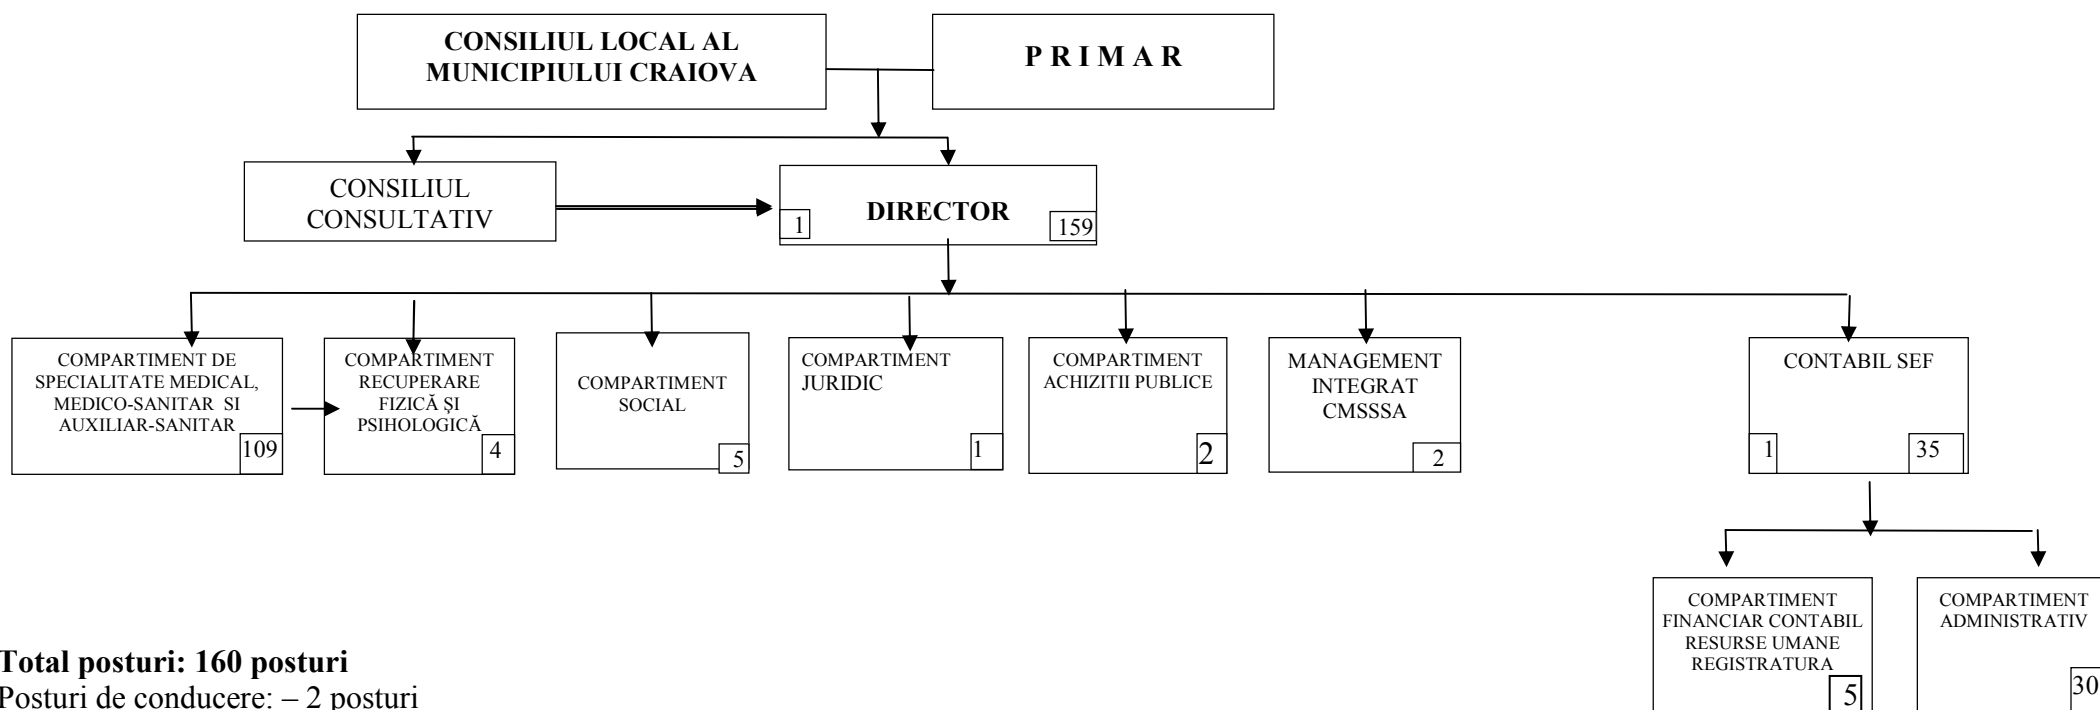 CONSILIUL LOCAL AL
MUNICIPIULUI CRAIOVA
P R I M A R
CONSILIUL
CONSULTATIV
DIRECTOR
1
159
COMPARTIMENT DE
SPECIALITATE MEDICAL,
MEDICO-SANITAR SI
AUXILIAR-SANITAR
109
COMPARTIMENT
RECUPERARE
FIZICĂ ŞI
PSIHOLOGICĂ
4
COMPARTIMENT
SOCIAL
5
COMPARTIMENT
JURIDIC
1
COMPARTIMENT
ACHIZITII PUBLICE
2
MANAGEMENT
INTEGRAT
CMSSSA
2
CONTABIL SEF
1
35
COMPARTIMENT
FINANCIAR CONTABIL
RESURSE UMANE
REGISTRATURA
5
COMPARTIMENT
ADMINISTRATIV
30
Total posturi: 160 posturi
Posturi de conducere: – 2 posturi